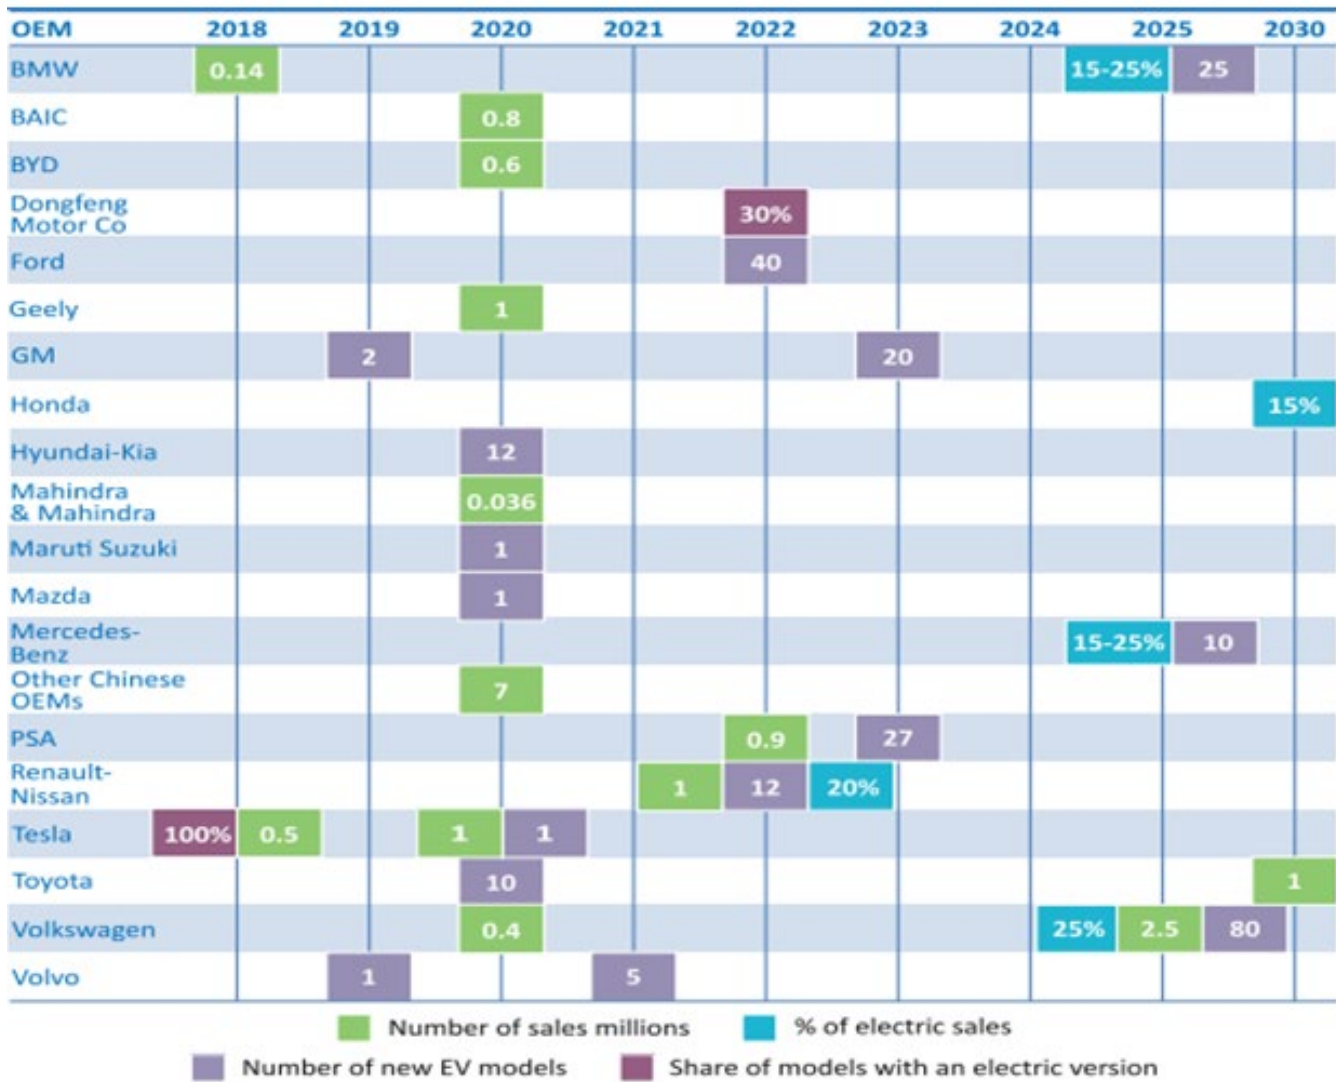 OEM 2018 2019 2020 2021 2022 2023 2024 2025 2030
BMW 0.14 15-25% 25
BAIC 0.8
BYD 0.6
Dongfeng
Motor Co 30%
Ford 40
Geely 1
GM 2 20
Honda 15%
Hyundai-Kia 12
Mahindra
& Mahindra 0.036
Maruti Suzuki 1
Mazda 1
Mercedes-
Benz 15-25% 10
Other Chinese
OEMs 7
PSA 0.9 27
Renault-
Nissan 1 12 20%
Tesla 100% 0.5 1 1
Toyota 10 1
Volkswagen 0.4 25% 2.5 80
Volvo 1 5
Number of sales millions % of electric sales
Number of new EV models Share of models with an electric version